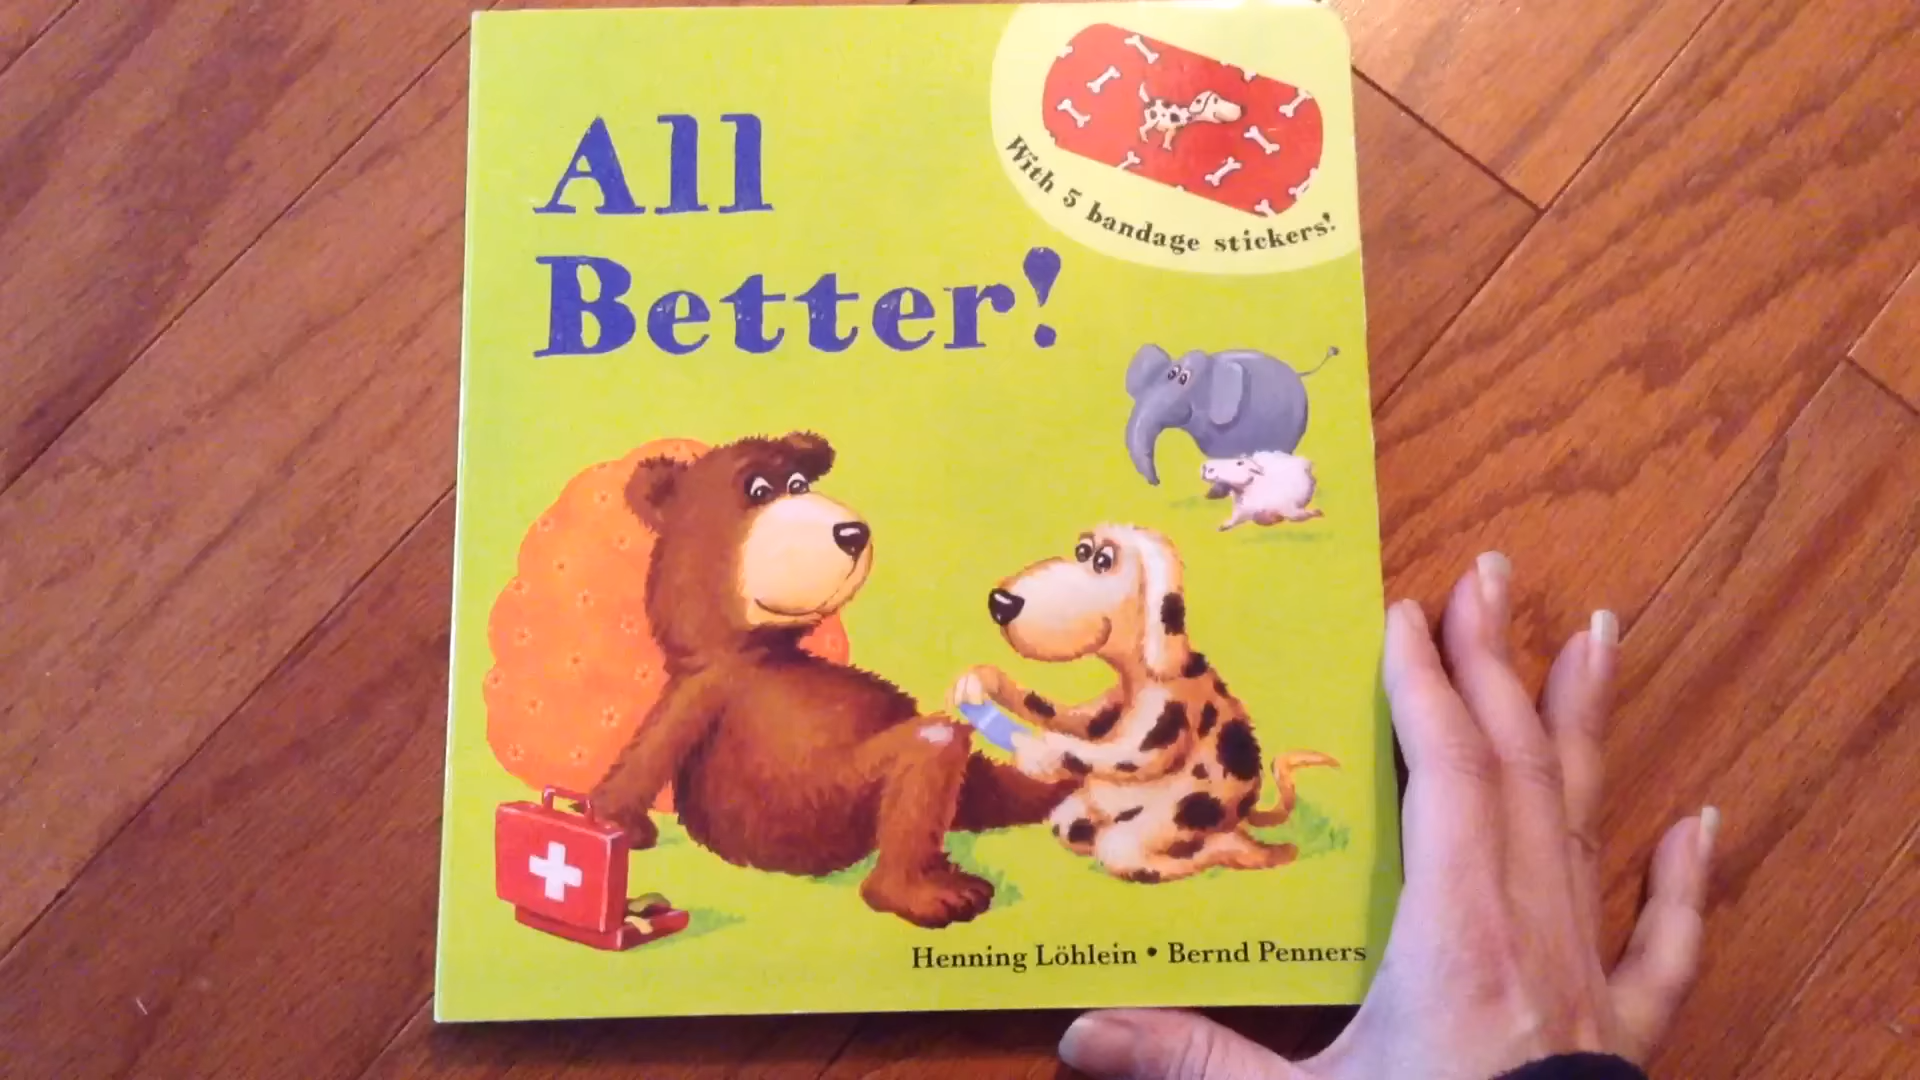 All
Better!
With 5 bandage stickers!
Henning Löhlein • Bernd Penners